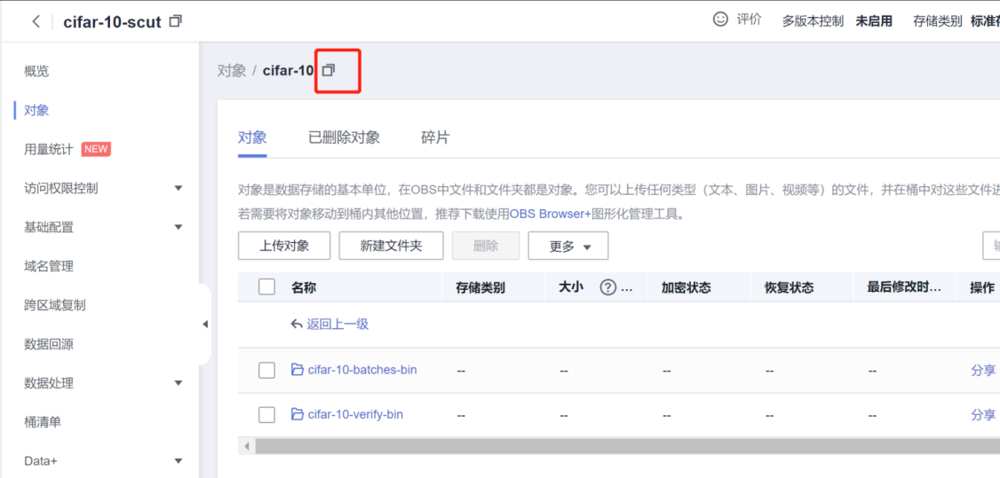 cifar-10-scut
评价
多版本控制 未启用
存储类别 标准存
概览
对象
用量统计 NEW
访问权限控制
基础配置
域名管理
跨区域复制
数据回源
数据处理
桶清单
Data+
对象 / cifar-10
对象 已删除对象 碎片
对象是数据存储的基本单位，在OBS中文件和文件夹都是对象。您可以上传任何类型（文本、图片、视频等）的文件，并在桶中对这些文件进
若需要将对象移动到桶内其他位置，推荐下载使用OBS Browser+图形化管理工具。
上传对象 新建文件夹 删除 更多
名称 存储类别 大小 ? ... 加密状态 恢复状态 最后修改时... 操作
返回上一级
cifar-10-batches-bin -- -- -- -- -- 分享
cifar-10-verify-bin -- -- -- -- -- 分享